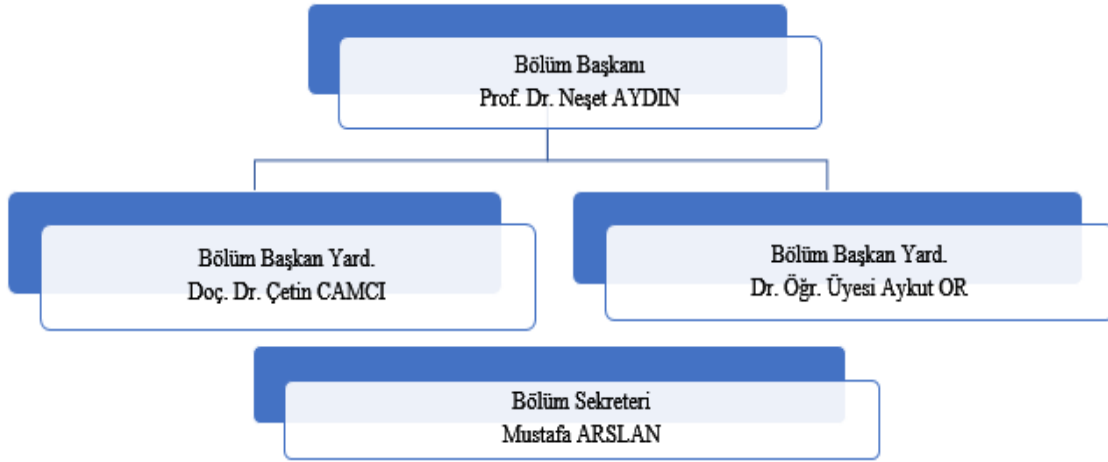 Bölüm Başkanı
Prof. Dr. Neşet AYDIN
Bölüm Başkan Yard.
Doç. Dr. Çetin CAMCI
Bölüm Başkan Yard.
Dr. Öğr. Üyesi Aykut OR
Bölüm Sekreteri
Mustafa ARSLAN